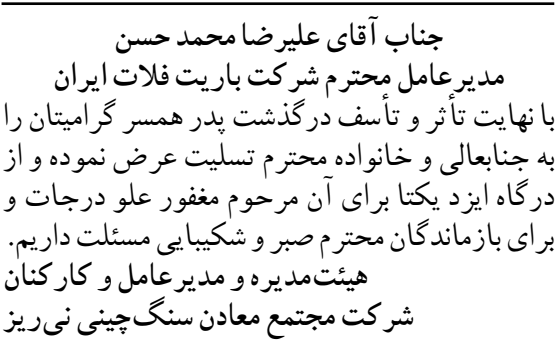 جناب آقای علیرضا محمد حسن
مدیرعامل محترم شرکت باریت فلات ایران
با نهایت تأثر و تأسف درگذشت پدر همسر گرامیتان را
به جنابعالی و خانواده محترم تسلیت عرض نموده و از
درگاه ایزد یکتا برای آن مرحوم مغفور علو درجات و
برای بازماندگان محترم صبر و شکیبایی مسئلت داریم.
هیئت‌مدیره و مدیرعامل و کارکنان
شرکت مجتمع معادن سنگ‌چینی نی‌ریز